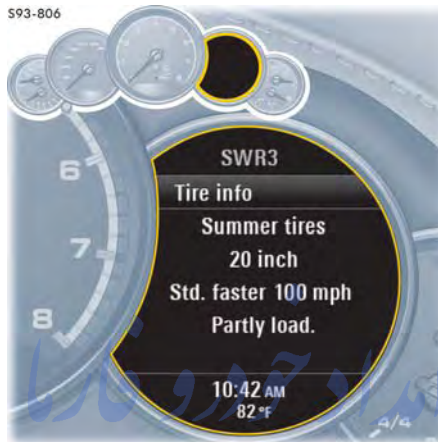 S93-806
SWR3
Tire info
Summer tires
20 inch
Std. faster 100 mph
Partly load.
10:42 AM
82 °F
6
7
8
4/4